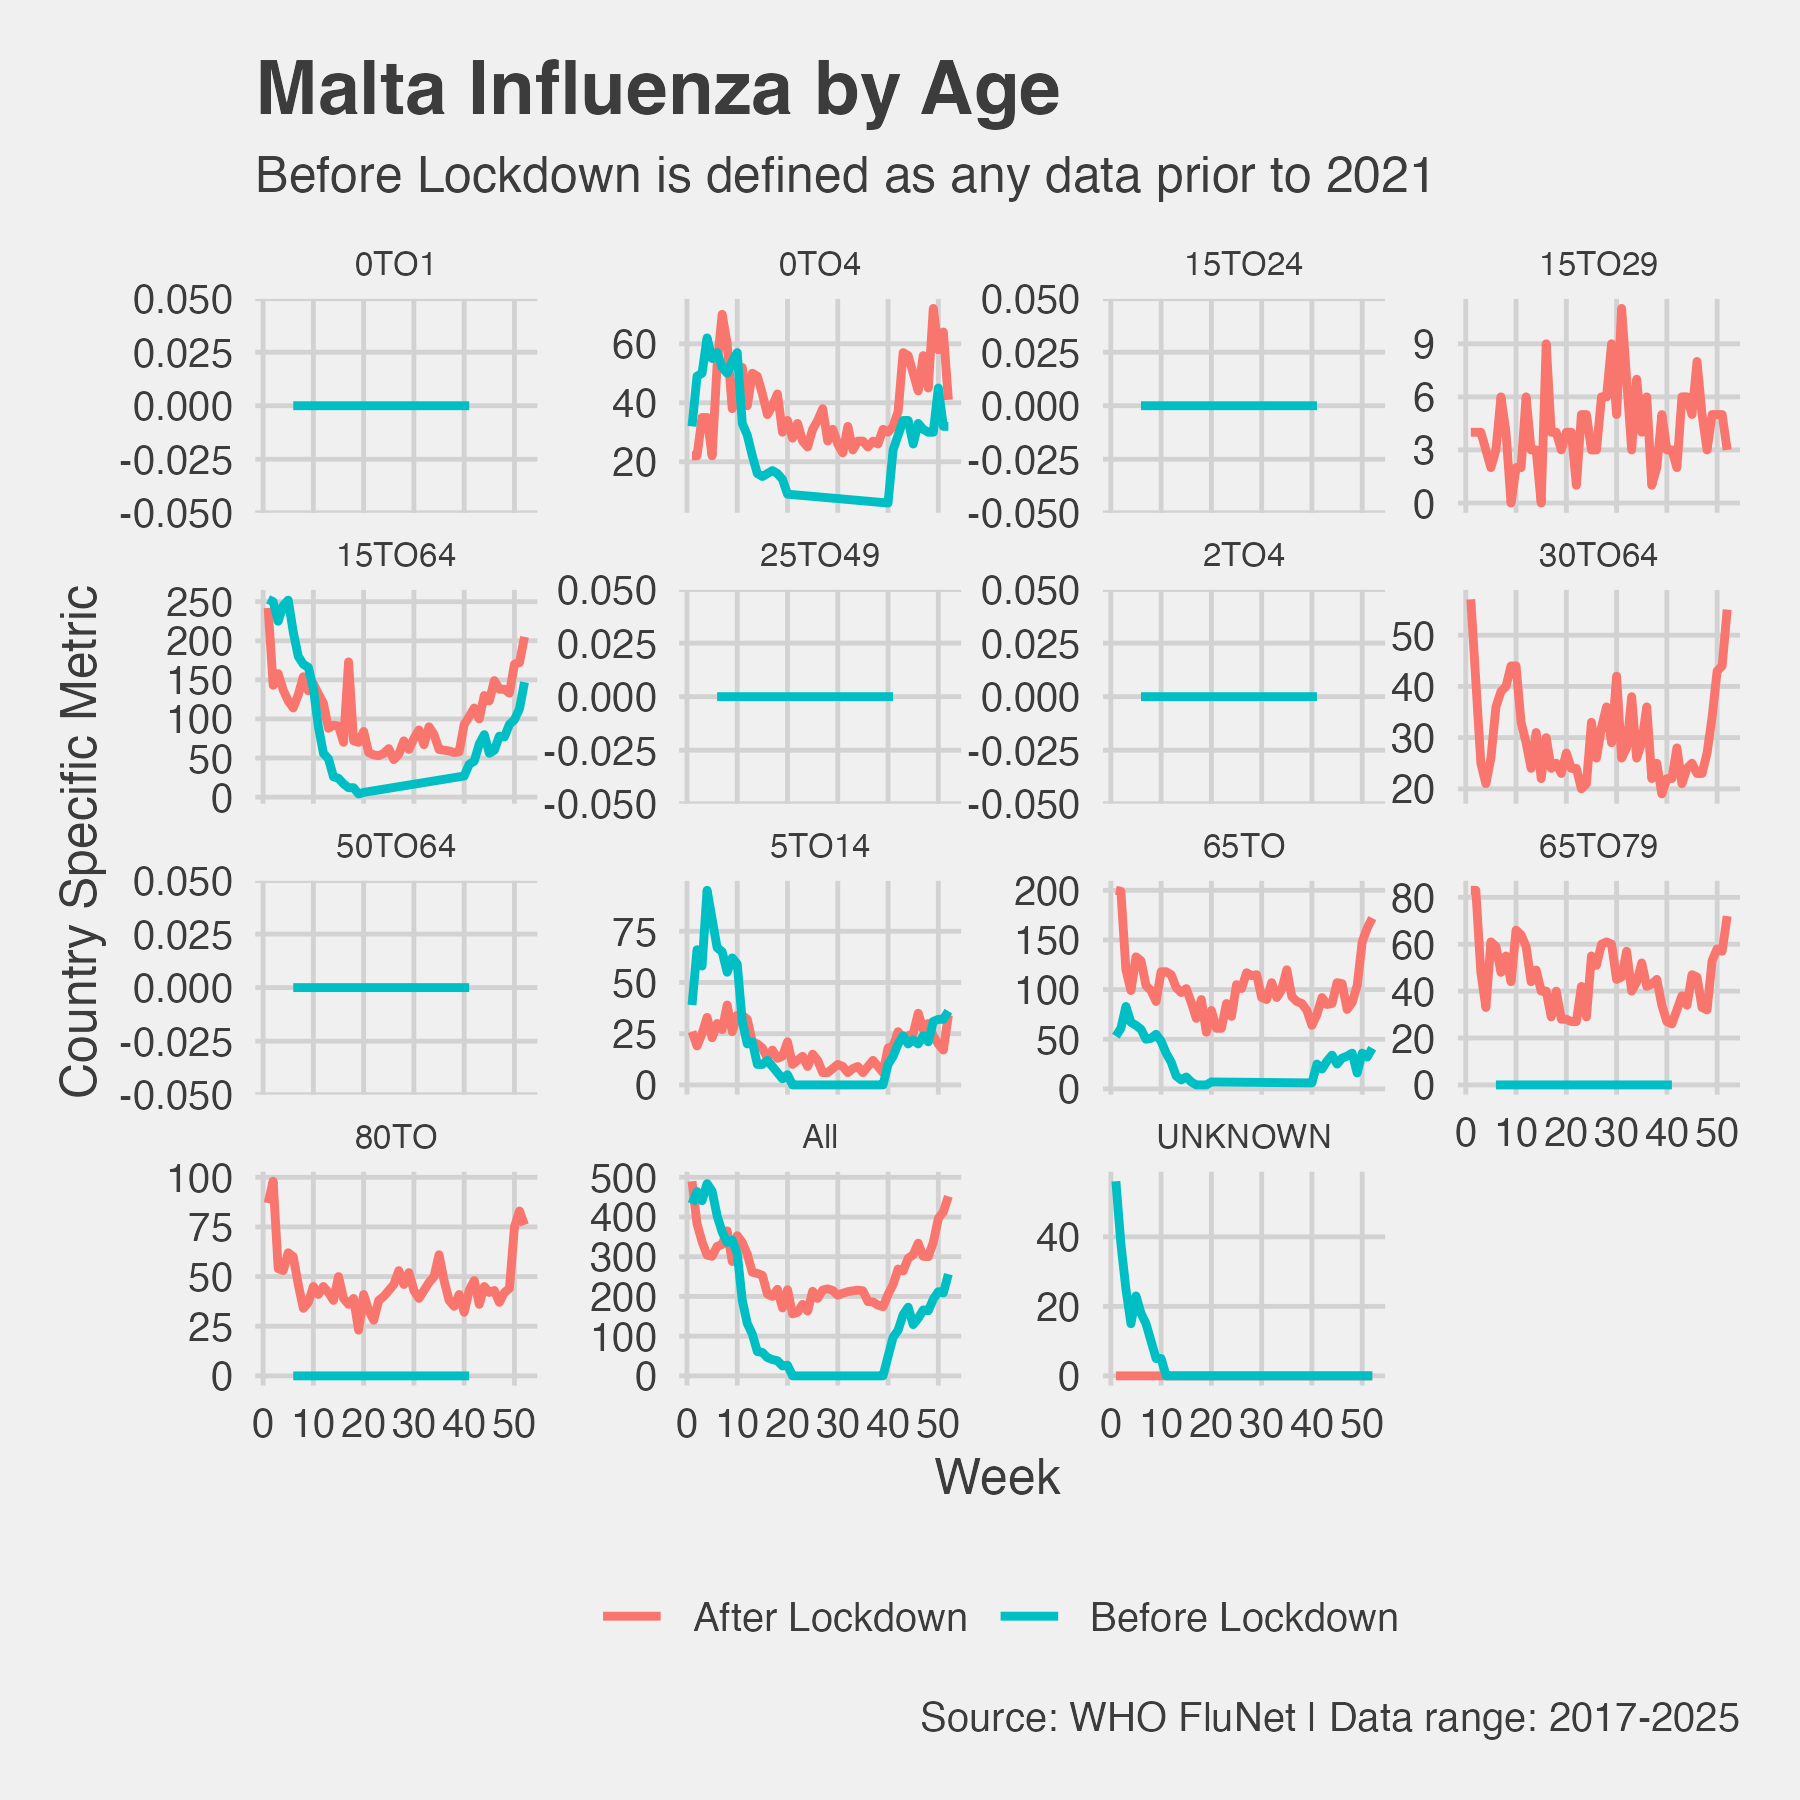 Malta Influenza by Age
Before Lockdown is defined as any data prior to 2021
0TO1
0TO4
15TO24
15TO29
0.050
0.025
0.000
-0.025
-0.050
60
40
20
0.050
0.025
0.000
-0.025
-0.050
9
6
3
0
15TO64
25TO49
2TO4
30TO64
250
200
150
100
50
0
0.050
0.025
0.000
-0.025
-0.050
0.050
0.025
0.000
-0.025
-0.050
50
40
30
20
Country Specific Metric
50TO64
5TO14
65TO
65TO79
0.050
0.025
0.000
-0.025
-0.050
75
50
25
0
200
150
100
50
0
80
60
40
20
0
0 10 20 30 40 50
80TO
All
UNKNOWN
100
75
50
25
0
500
400
300
200
100
0
40
20
0
0 10 20 30 40 50
0 10 20 30 40 50
0 10 20 30 40 50
Week
After Lockdown
Before Lockdown
Source: WHO FluNet | Data range: 2017-2025